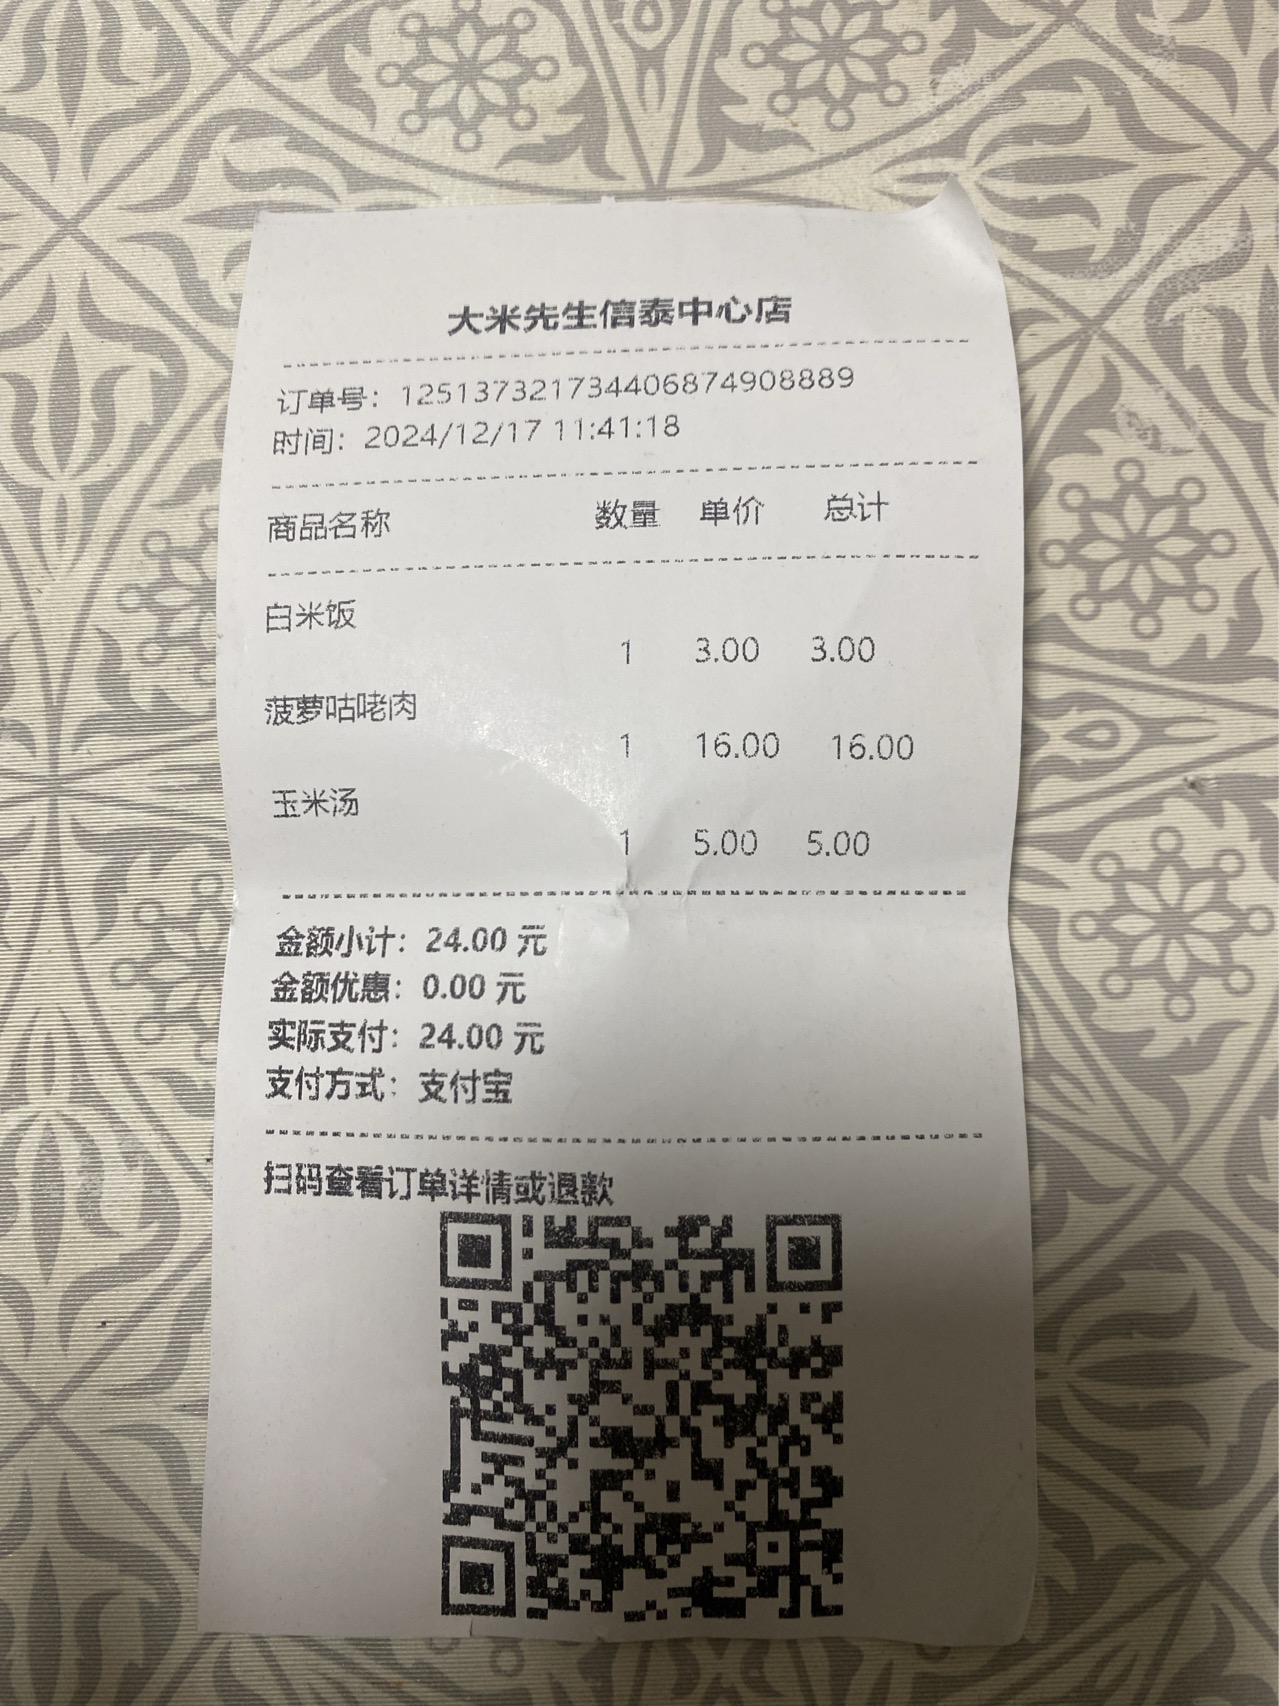 大米先生信泰中心店
订单号：1251373217344068749088889
时间：2024/12/17 11:41:18
商品名称 数量 单价 总计
白米饭
1 3.00 3.00
菠萝咕咾肉
1 16.00 16.00
玉米汤
1 5.00 5.00
金额小计：24.00 元
金额优惠：0.00 元
实际支付：24.00 元
支付方式：支付宝
扫码查看订单详情或退款